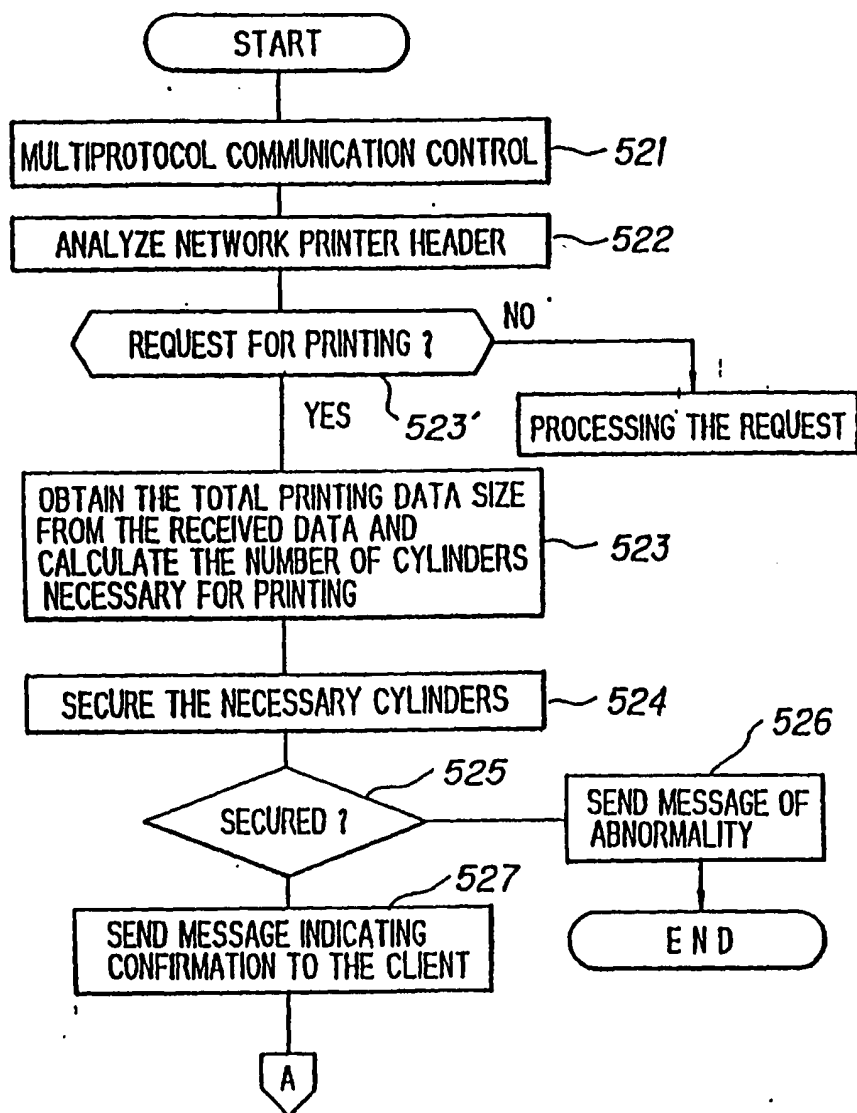 START
MULTIPROTOCOL COMMUNICATION CONTROL
521
ANALYZE NETWORK PRINTER HEADER
522
REQUEST FOR PRINTING ?
NO
523'
YES
PROCESSING THE REQUEST
OBTAIN THE TOTAL PRINTING DATA SIZE
FROM THE RECEIVED DATA AND
CALCULATE THE NUMBER OF CYLINDERS
NECESSARY FOR PRINTING
523
SECURE THE NECESSARY CYLINDERS
524
SECURED ?
525
526
SEND MESSAGE OF
ABNORMALITY
END
527
SEND MESSAGE INDICATING
CONFIRMATION TO THE CLIENT
A